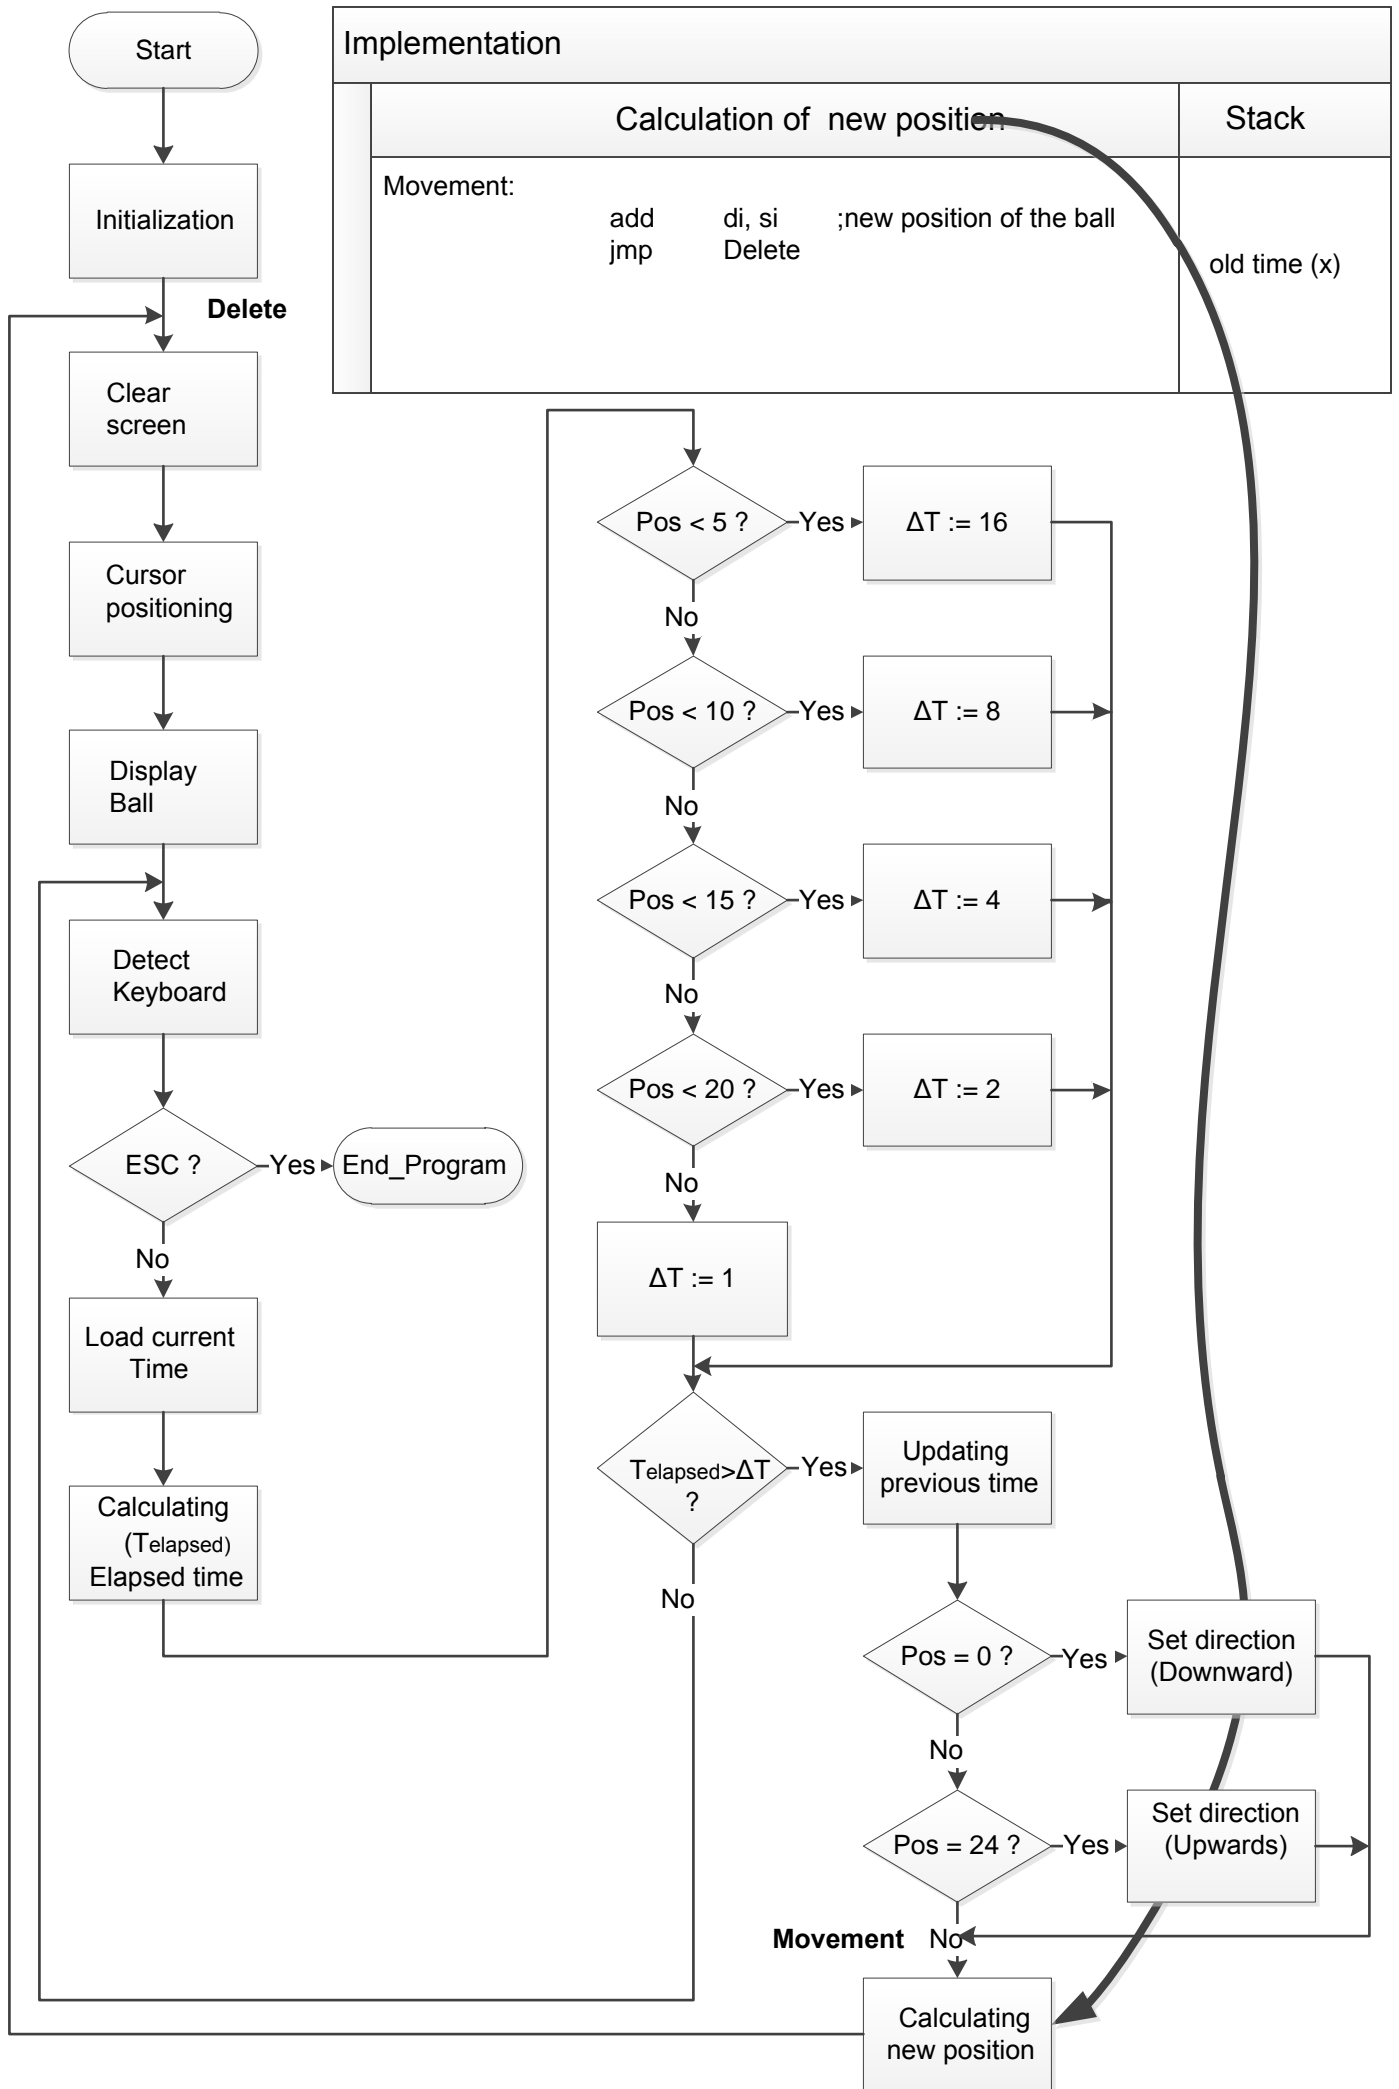 Start
Implementation
Calculation of  new position
Stack
Movement:
add di, si ;new position of the ball
jmp Delete
old time (x)
Initialization
Delete
Clear
screen
Cursor
positioning
Display
Ball
Detect
Keyboard
ESC ?
Yes
End_Program
No
Load current
Time
Calculating
(Telapsed)
Elapsed time
Pos < 5 ?
Yes
ΔT := 16
No
Pos < 10 ?
Yes
ΔT := 8
No
Pos < 15 ?
Yes
ΔT := 4
No
Pos < 20 ?
Yes
ΔT := 2
No
ΔT := 1
Telapsed>ΔT
?
Yes
Updating
previous time
No
Pos = 0 ?
Yes
Set direction
(Downward)
No
Pos = 24 ?
Yes
Set direction
(Upwards)
Movement
No
Calculating
new position